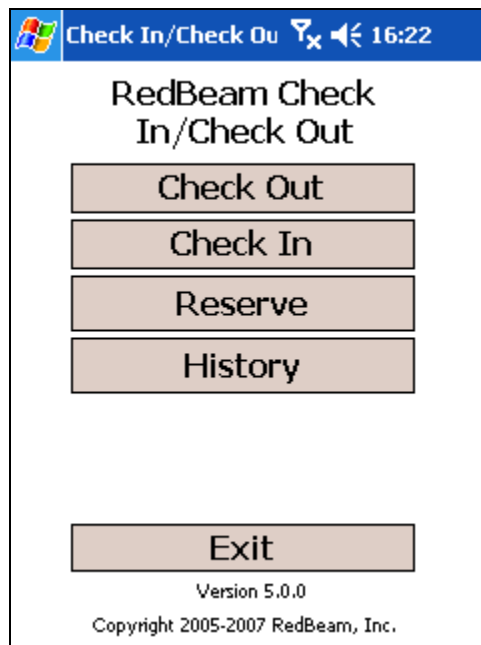 Check In/Check Ou 16:22
RedBeam Check
In/Check Out
Check Out
Check In
Reserve
History
Exit
Version 5.0.0
Copyright 2005-2007 RedBeam, Inc.